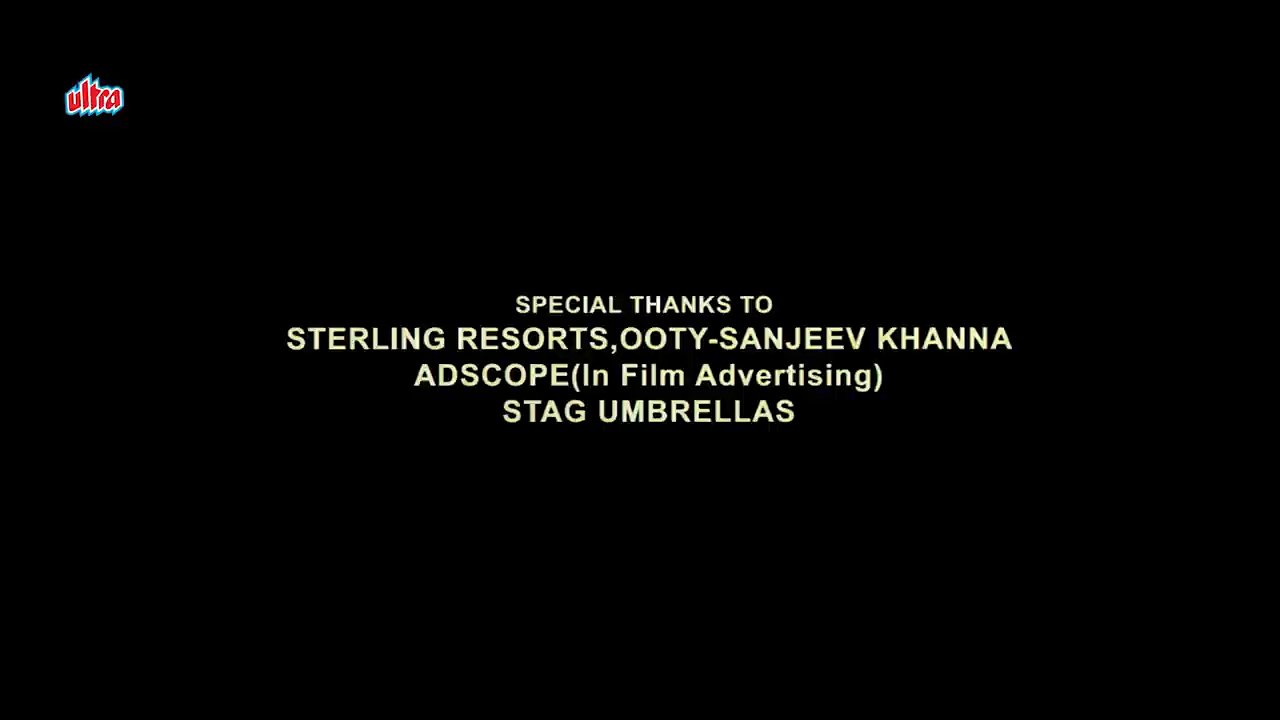 ultra
SPECIAL THANKS TO
STERLING RESORTS,OOTY-SANJEEV KHANNA
ADSCOPE(In Film Advertising)
STAG UMBRELLAS